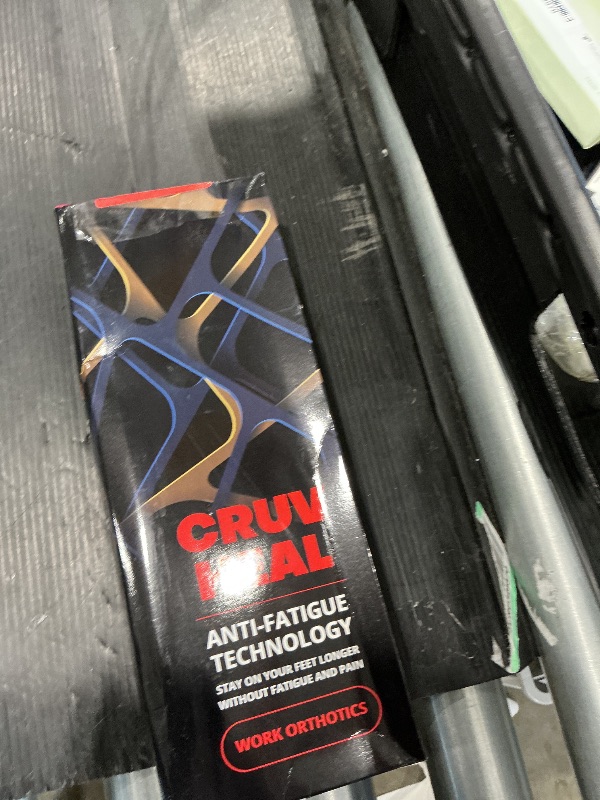 CRUV
HEAL
ANTI-FATIGUE
TECHNOLOGY
STAY ON YOUR FEET LONGER
WITHOUT FATIGUE AND PAIN
WORK ORTHOTICS